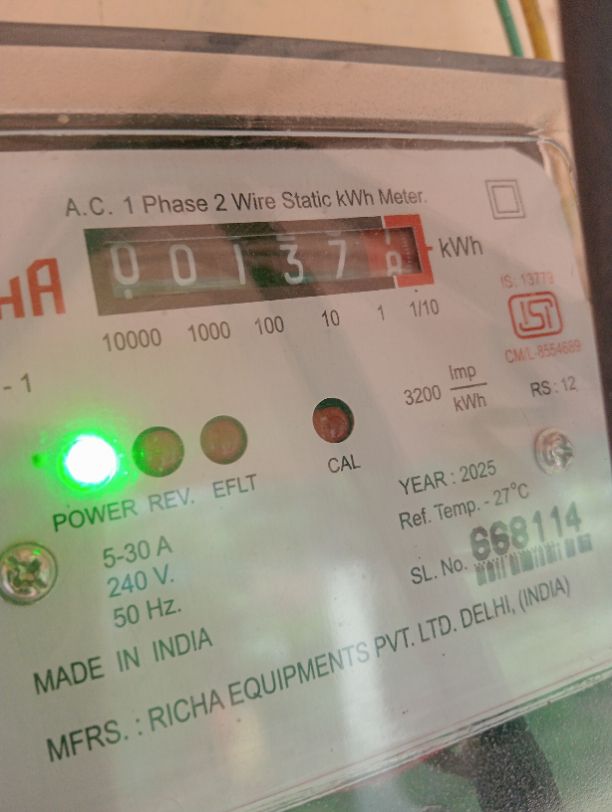 A.C. 1 Phase 2 Wire Static kWh Meter.
0 0 1 3 7 8 kWh
10000 1000 100 10 1 1/10
HA
IS: 13779
ISI
CM/L-8554689
- 1
3200 Imp/kWh
RS : 12
CAL
POWER REV. EFLT
YEAR : 2025
Ref. Temp. - 27°C
SL. No. 668114
5-30 A
240 V.
50 Hz.
MADE IN INDIA
MFRS. : RICHA EQUIPMENTS PVT. LTD. DELHI, (INDIA)